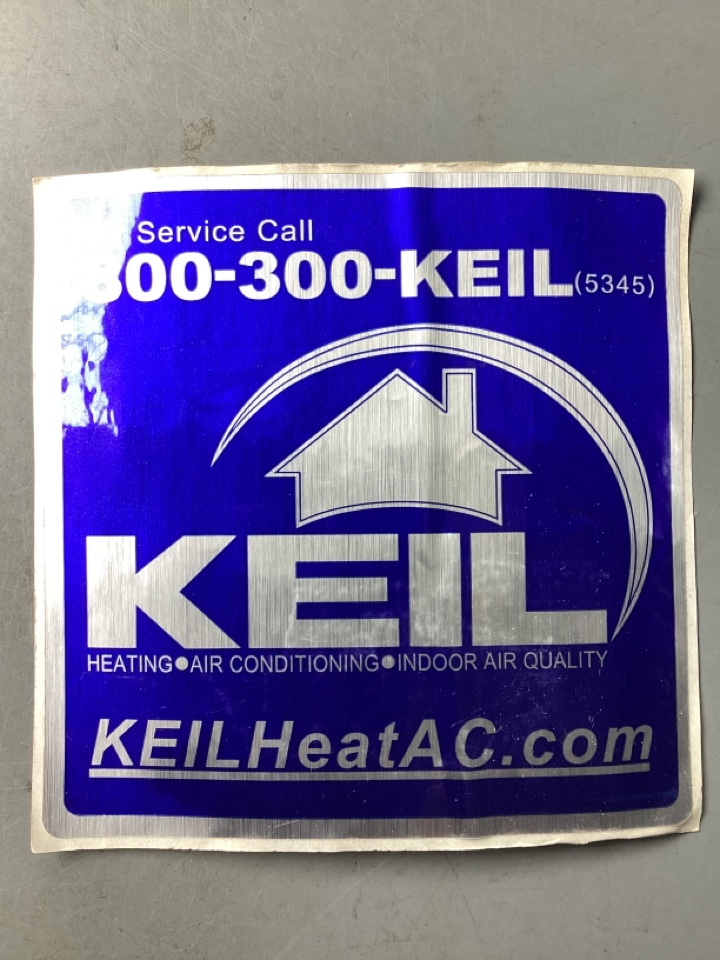 Service Call
800-300-KEIL(5345)
KEIL
HEATING•AIR CONDITIONING•INDOOR AIR QUALITY
KEILHeatAC.com